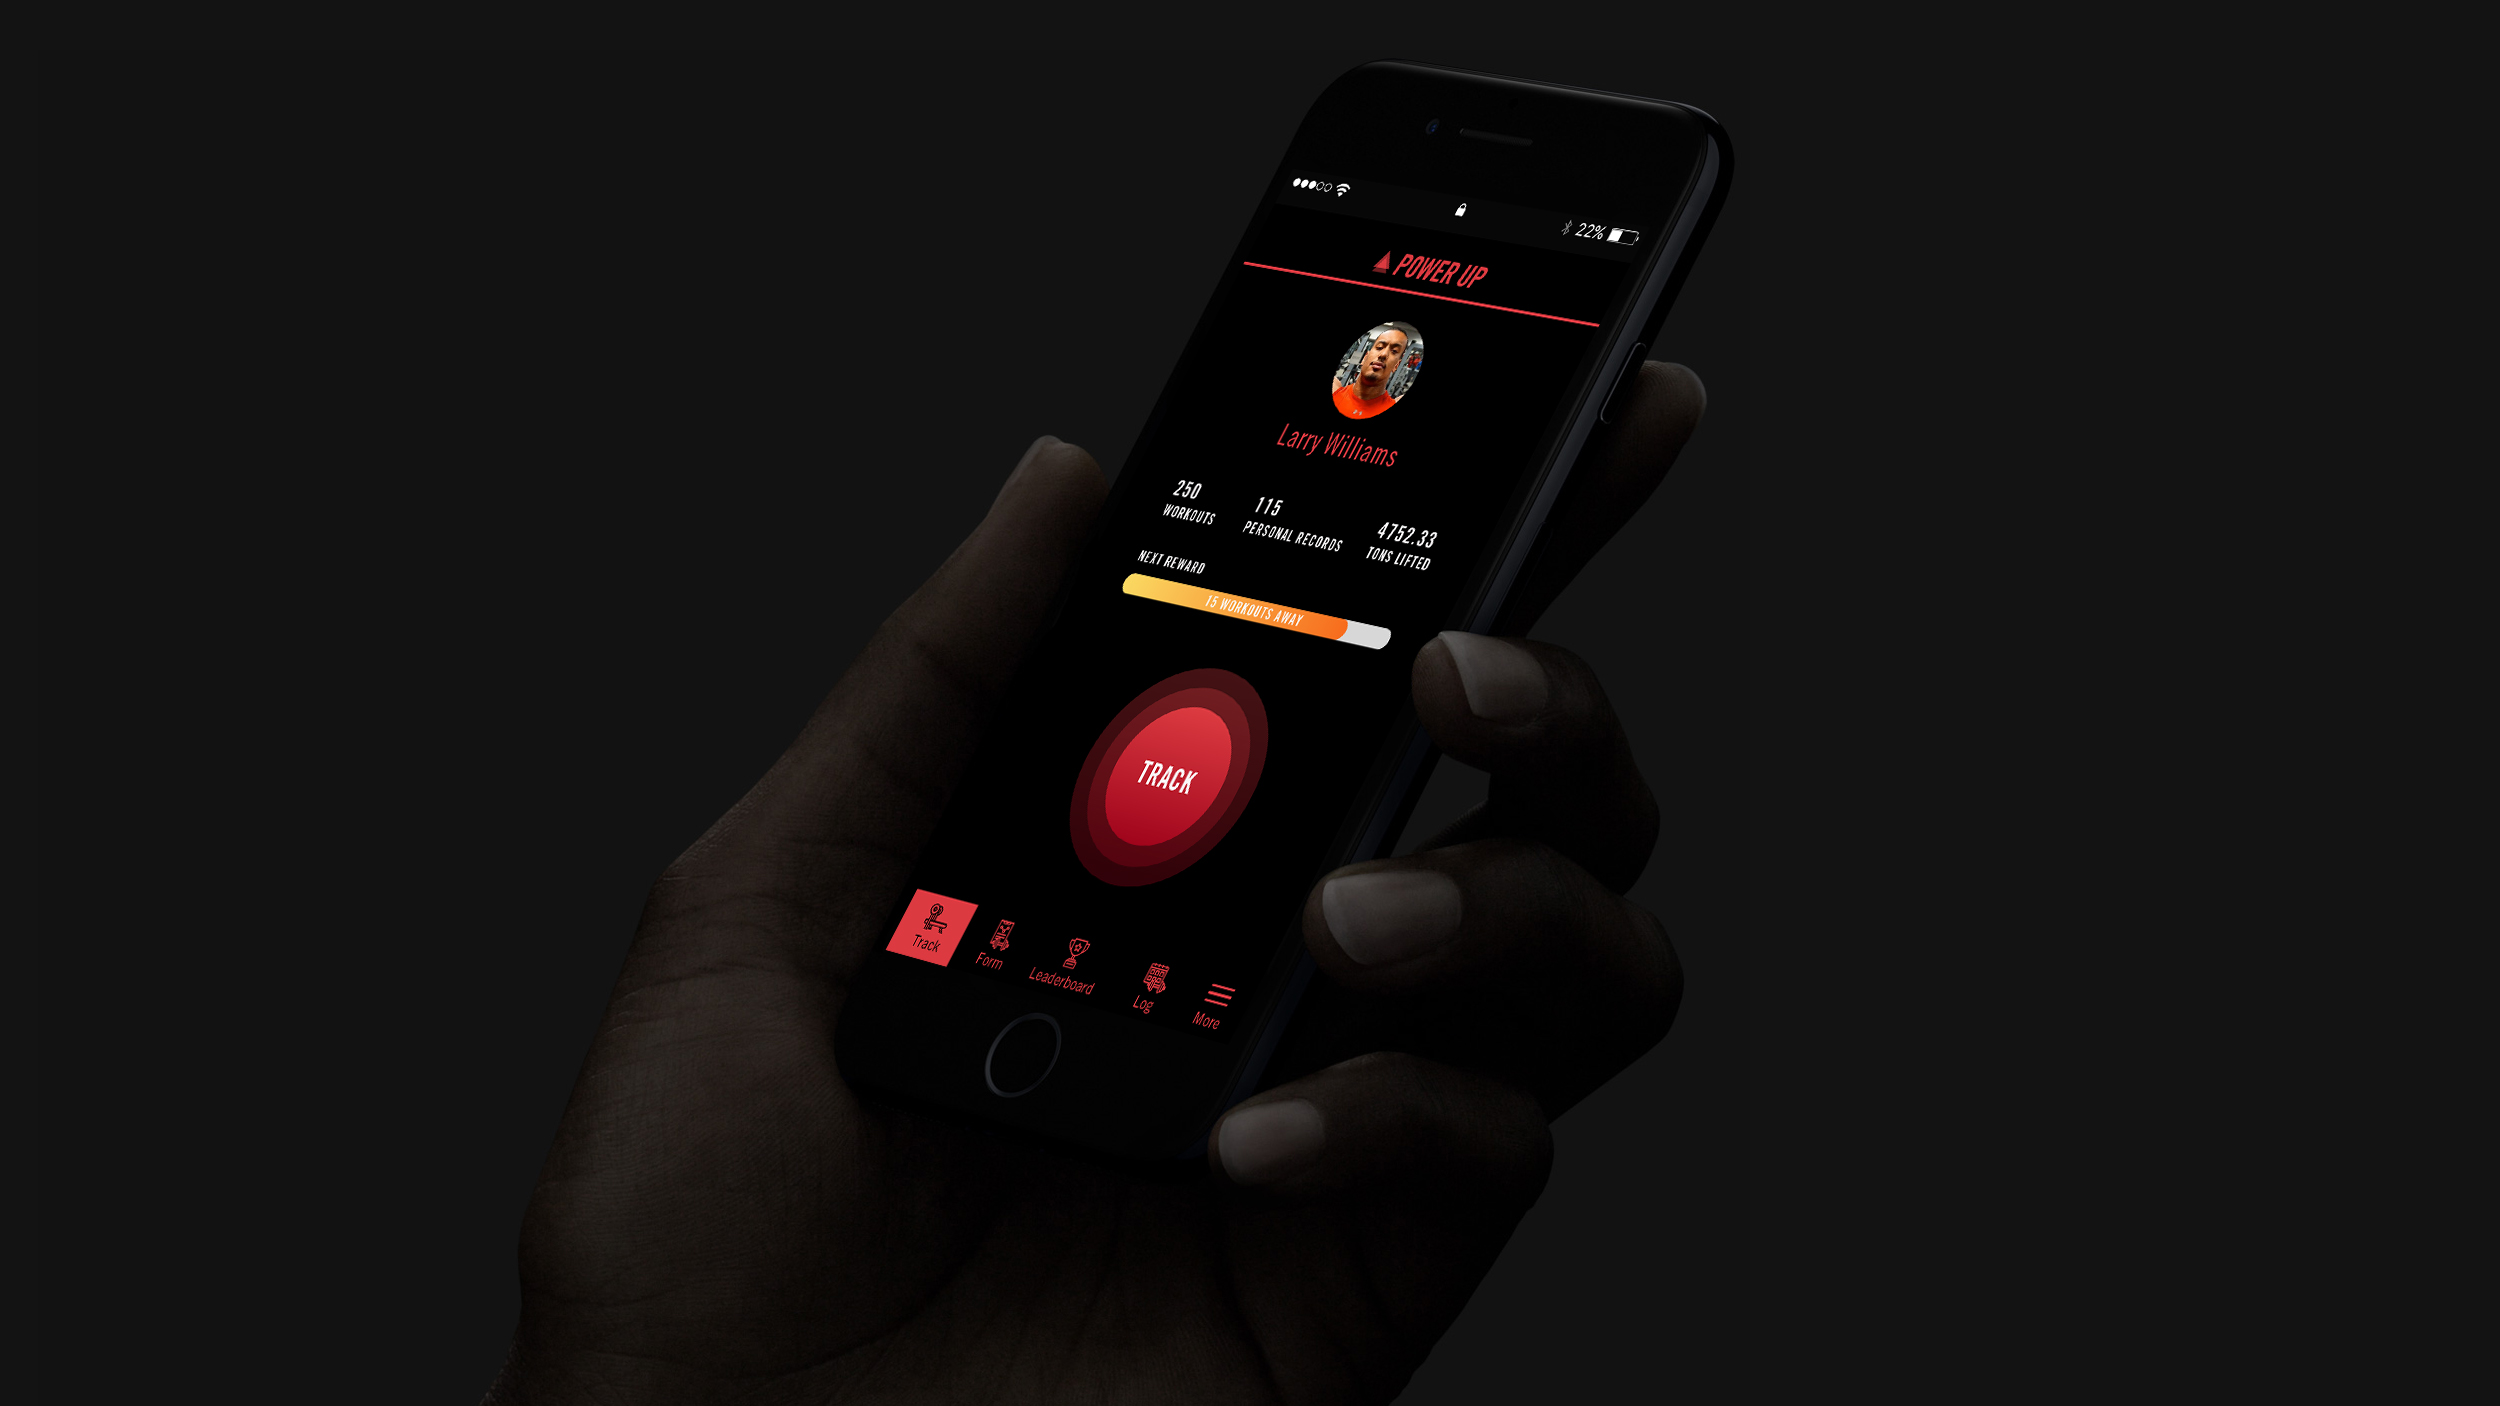 22%
POWER UP
Larry Williams
250
WORKOUTS
115
PERSONAL RECORDS
4752.33
TONS LIFTED
NEXT REWARD
15 WORKOUTS AWAY
TRACK
Track
Form
Leaderboard
Log
More